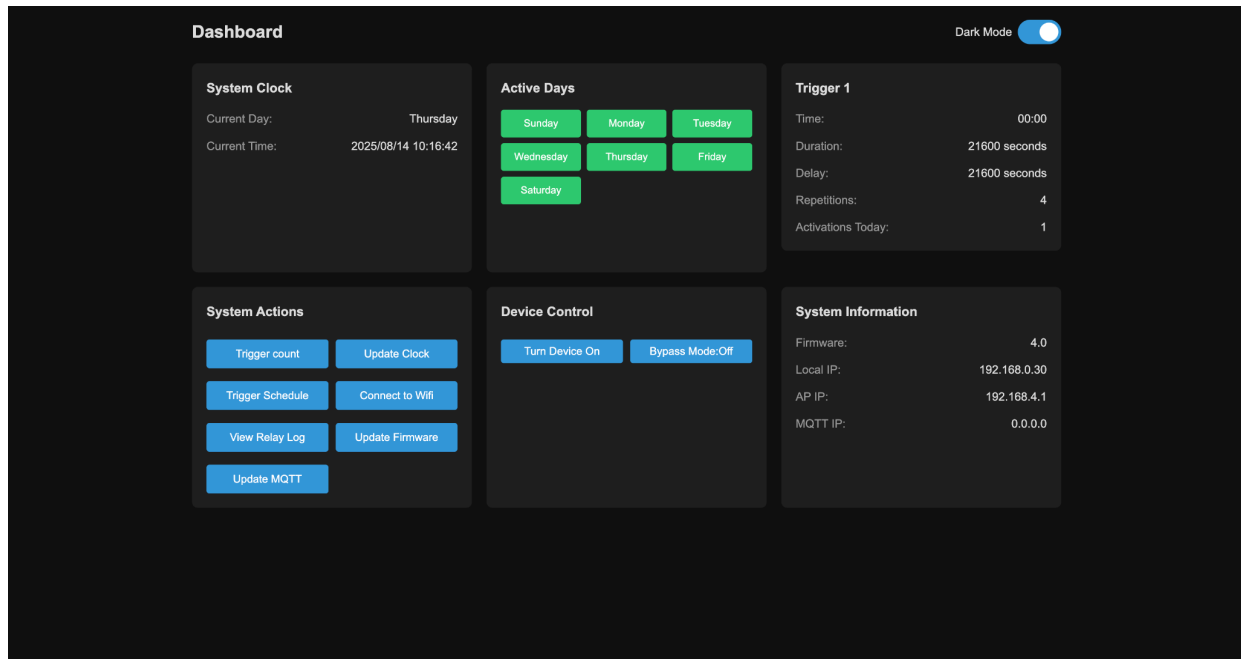 Dashboard
Dark Mode
System Clock
Current Day: Thursday
Current Time: 2025/08/14 10:16:42
Active Days
Sunday Monday Tuesday
Wednesday Thursday Friday
Saturday
Trigger 1
Time: 00:00
Duration: 21600 seconds
Delay: 21600 seconds
Repetitions: 4
Activations Today: 1
System Actions
Trigger count Update Clock
Trigger Schedule Connect to Wifi
View Relay Log Update Firmware
Update MQTT
Device Control
Turn Device On Bypass Mode:Off
System Information
Firmware: 4.0
Local IP: 192.168.0.30
AP IP: 192.168.4.1
MQTT IP: 0.0.0.0